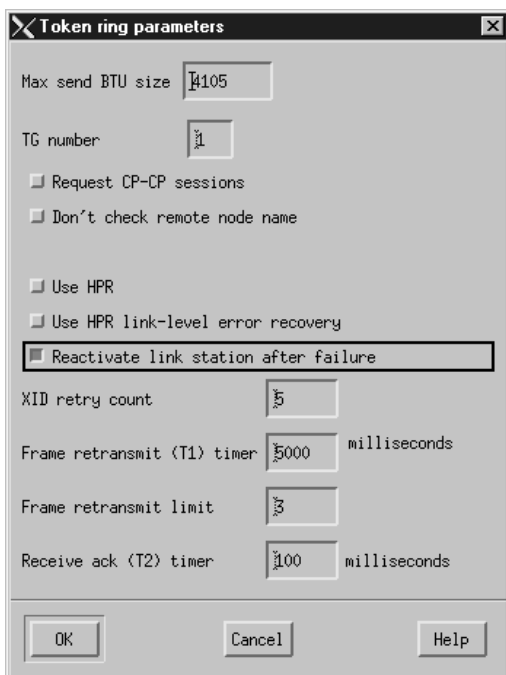 Token ring parameters
Max send BTU size 4105
TG number 1
Request CP-CP sessions
Don't check remote node name
Use HPR
Use HPR link-level error recovery
Reactivate link station after failure
XID retry count 5
Frame retransmit (T1) timer 5000 milliseconds
Frame retransmit limit 3
Receive ack (T2) timer 100 milliseconds
OK Cancel Help